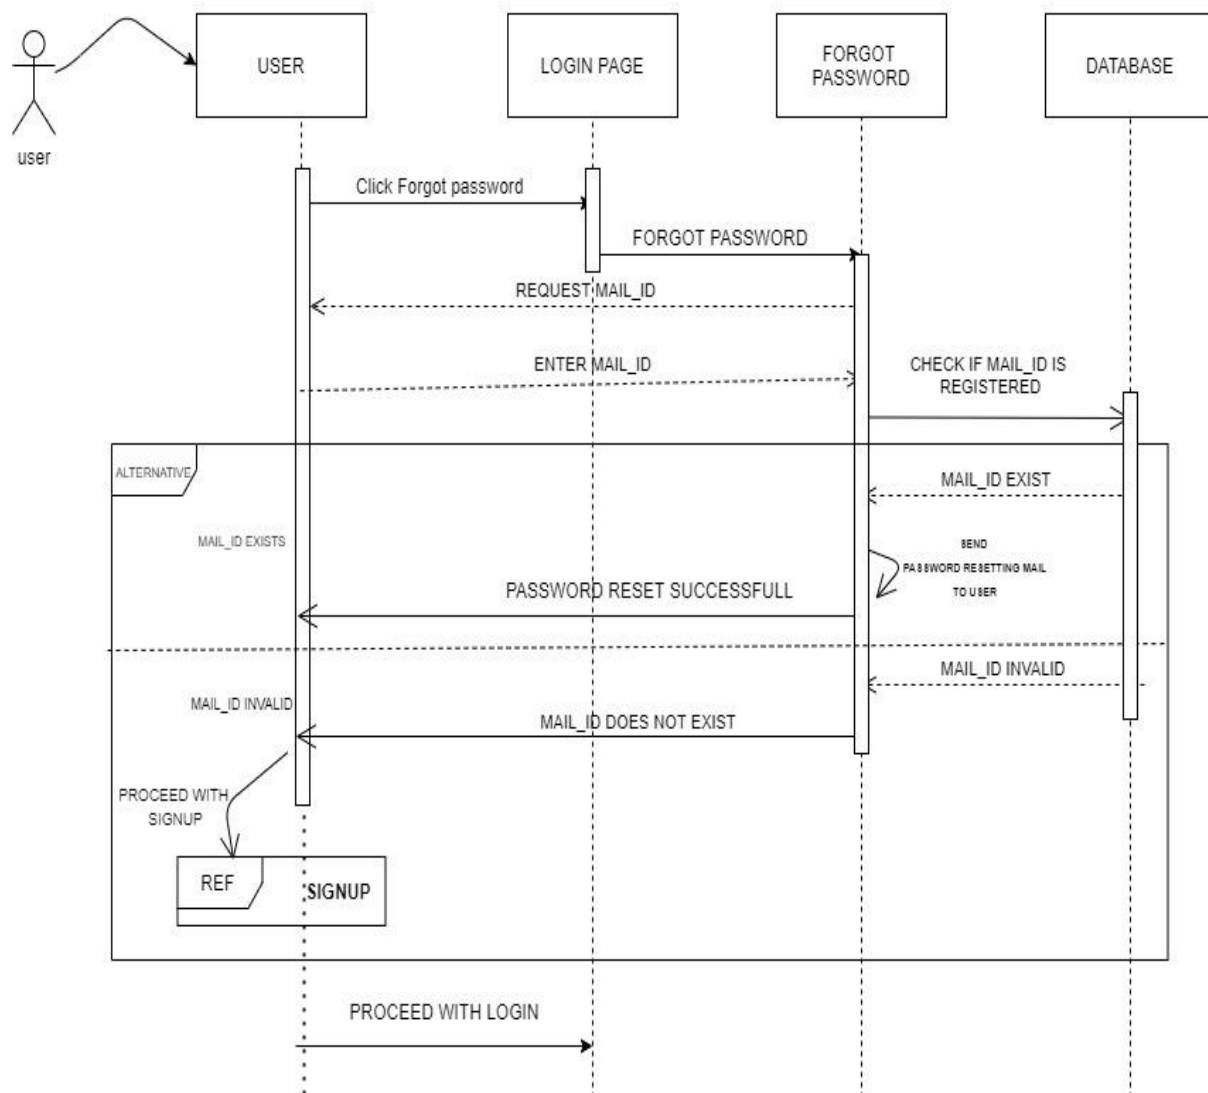 USER
LOGIN PAGE
FORGOT
PASSWORD
DATABASE
user
Click Forgot password
FORGOT PASSWORD
REQUEST MAIL_ID
ENTER MAIL_ID
CHECK IF MAIL_ID IS
REGISTERED
ALTERNATIVE
MAIL_ID EXIST
MAIL_ID EXISTS
SEND
PASSWORD RESETTING MAIL
TO USER
PASSWORD RESET SUCCESSFULL
MAIL_ID INVALID
MAIL_ID INVALID
MAIL_ID DOES NOT EXIST
PROCEED WITH
SIGNUP
REF
SIGNUP
PROCEED WITH LOGIN